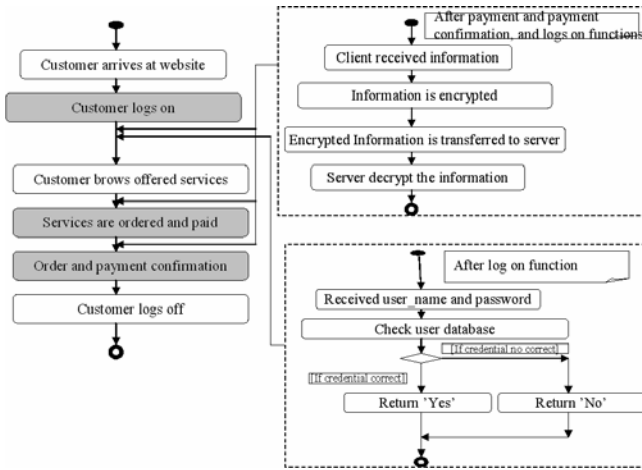 Customer arrives at website
Customer logs on
Customer brows offered services
Services are ordered and paid
Order and payment confirmation
Customer logs off
After payment and payment
confirmation, and logs on functions
Client received information
Information is encrypted
Encrypted Information is transferred to server
Server decrypt the information
After log on function
Received user_name and password
Check user database
[If credential no correct]
[If credential correct]
Return 'Yes'
Return 'No'